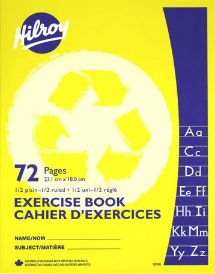 Hilroy
Aa
Cc
Dd
Ee Ff
Hh Ii
Kk Mm
Yy Zz
72 Pages
23.1 cm x 18.0 cm
1/2 plain-1/2 ruled • 1/2 uni-1/2 réglé
EXERCISE BOOK
CAHIER D'EXERCICES
NAME/NOM
SUBJECT/MATIÈRE